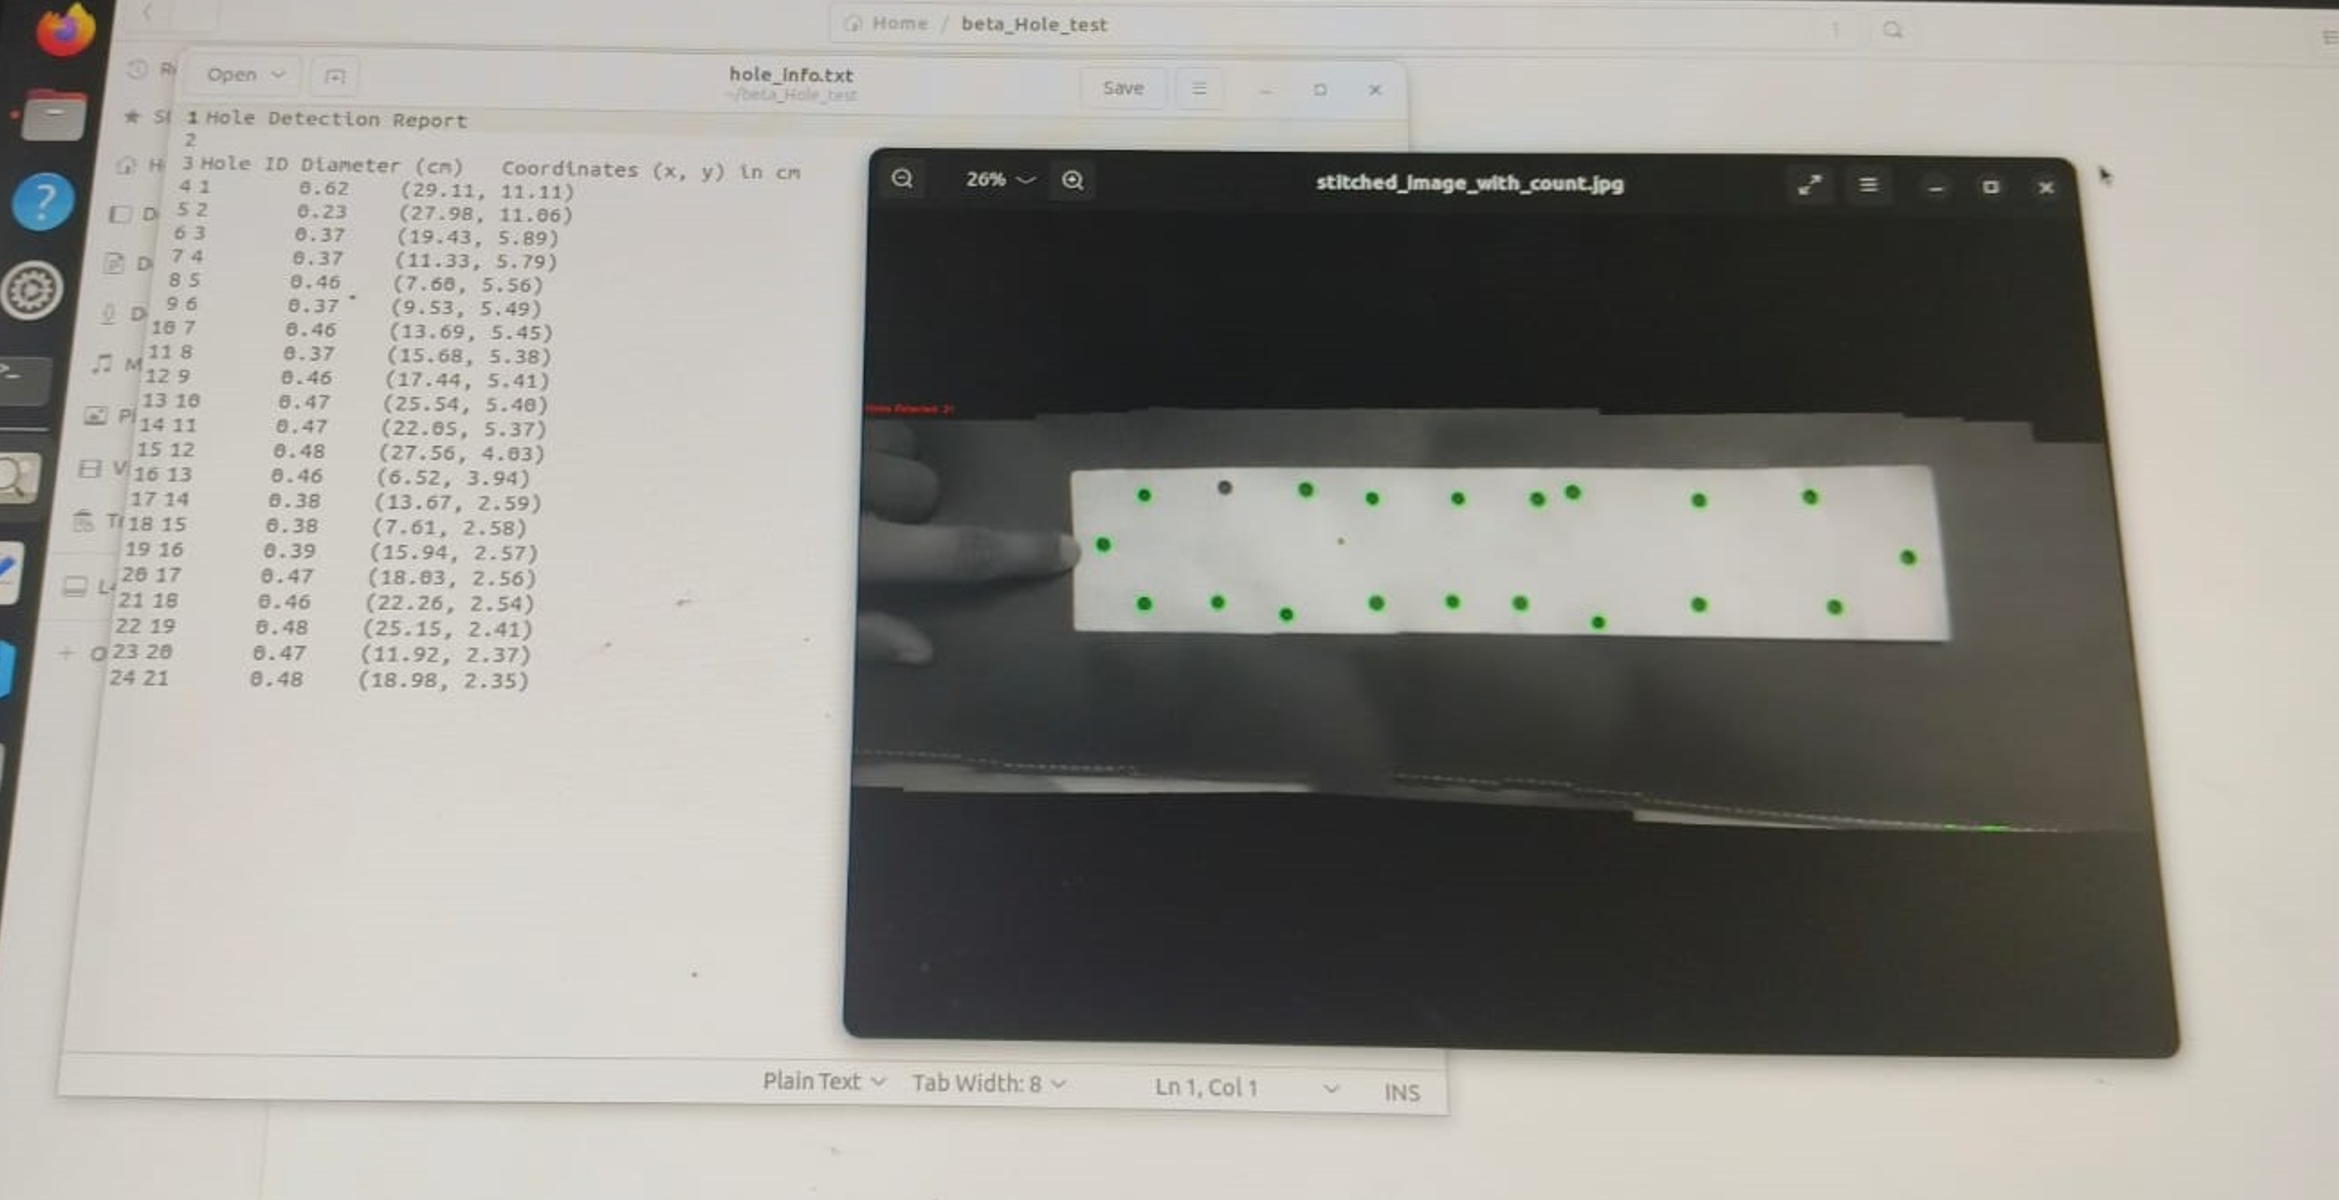 Home / beta_Hole_test
Open
hole_info.txt
~/beta_Hole_test
Save
1 Hole Detection Report
2
3 Hole ID Diameter (cm) Coordinates (x, y) in cm
4 1 0.62 (29.11, 11.11)
5 2 0.23 (27.98, 11.06)
6 3 0.37 (19.43, 5.89)
7 4 0.37 (11.33, 5.79)
8 5 0.46 (7.60, 5.56)
9 6 0.37 (9.53, 5.49)
10 7 0.46 (13.69, 5.45)
11 8 0.37 (15.68, 5.38)
12 9 0.46 (17.44, 5.41)
13 10 0.47 (25.54, 5.40)
14 11 0.47 (22.05, 5.37)
15 12 0.48 (27.56, 4.03)
16 13 0.46 (6.52, 3.94)
17 14 0.38 (13.67, 2.59)
18 15 0.38 (7.61, 2.58)
19 16 0.39 (15.94, 2.57)
20 17 0.47 (18.03, 2.56)
21 18 0.46 (22.26, 2.54)
22 19 0.48 (25.15, 2.41)
23 20 0.47 (11.92, 2.37)
24 21 0.48 (18.98, 2.35)
26%
stitched_image_with_count.jpg
Plain Text Tab Width: 8 Ln 1, Col 1 INS